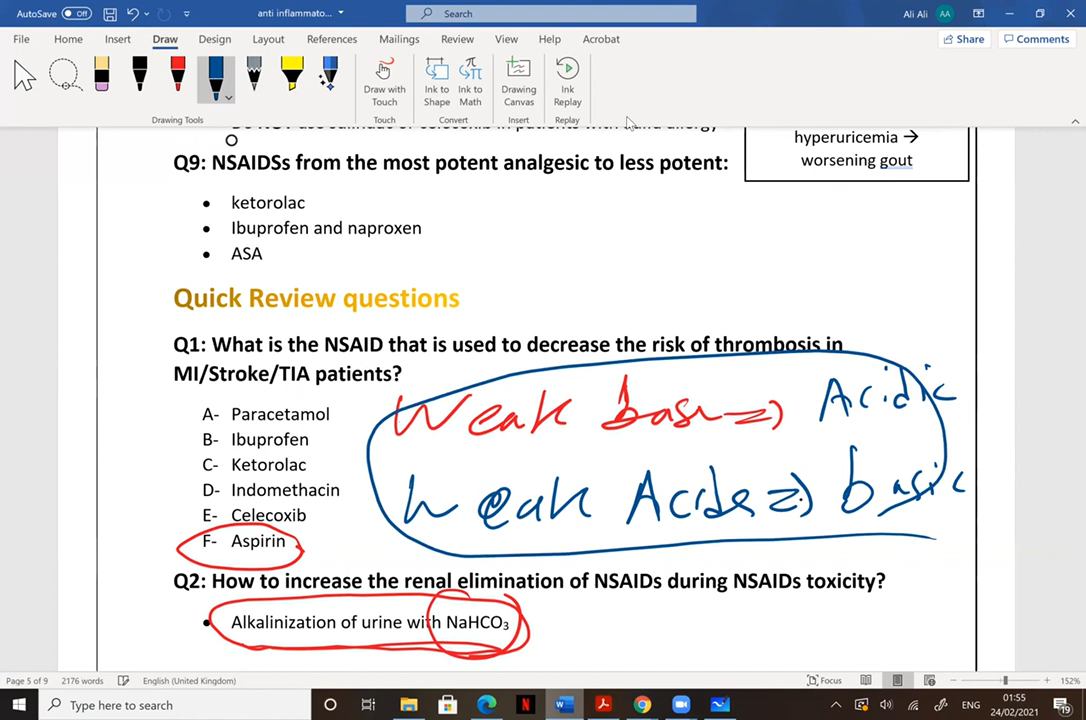 AutoSave Off
anti inflammato...
Search
Ali Ali AA
File Home Insert Draw Design Layout References Mailings Review View Help Acrobat
Share Comments
Draw with Touch
Ink to Shape
Ink to Math
Drawing Canvas
Ink Replay
Drawing Tools Touch Convert Insert Replay
in patients with allergy
hyperuricemia →
worsening gout
Q9: NSAIDSs from the most potent analgesic to less potent:
• ketorolac
• Ibuprofen and naproxen
• ASA
Quick Review questions
Q1: What is the NSAID that is used to decrease the risk of thrombosis in
MI/Stroke/TIA patients?
A- Paracetamol
B- Ibuprofen
C- Ketorolac
D- Indomethacin
E- Celecoxib
F- Aspirin
Weak base => Acidic
Weak Acids => basic
Q2: How to increase the renal elimination of NSAIDs during NSAIDs toxicity?
• Alkalinization of urine with NaHCO₃
Page 5 of 9 2176 words English (United Kingdom) Focus 152%
Type here to search
ENG 01:55 24/02/2021 19